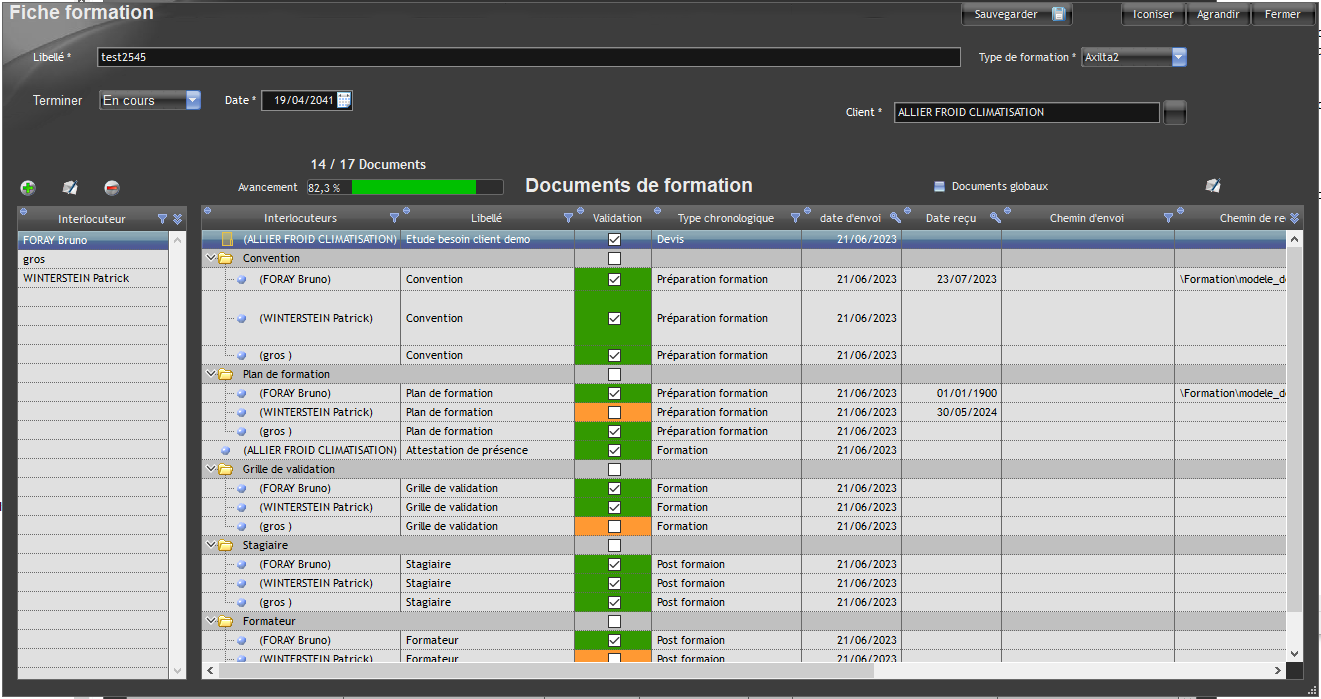 Fiche formation
Sauvegarder Iconiser Agrandir Fermer
Libellé * test2545 Type de formation * Axilta2
Terminer En cours Date * 19/04/2041
Client * ALLIER FROID CLIMATISATION
14 / 17 Documents
Avancement 82,3 % Documents de formation Documents globaux
Interlocuteur
FORAY Bruno
gros
WINTERSTEIN Patrick
Interlocuteurs Libellé Validation Type chronologique date d'envoi Date reçu Chemin d'envoi Chemin de re
(ALLIER FROID CLIMATISATION) Etude besoin client demo Devis 21/06/2023
Convention
(FORAY Bruno) Convention Préparation formation 21/06/2023 23/07/2023 \Formation\modele_d
(WINTERSTEIN Patrick) Convention Préparation formation 21/06/2023
(gros ) Convention Préparation formation 21/06/2023
Plan de formation
(FORAY Bruno) Plan de formation Préparation formation 21/06/2023 01/01/1900 \Formation\modele_d
(WINTERSTEIN Patrick) Plan de formation Préparation formation 21/06/2023 30/05/2024
(gros ) Plan de formation Préparation formation 21/06/2023
(ALLIER FROID CLIMATISATION) Attestation de présence Formation 21/06/2023
Grille de validation
(FORAY Bruno) Grille de validation Formation 21/06/2023
(WINTERSTEIN Patrick) Grille de validation Formation 21/06/2023
(gros ) Grille de validation Formation 21/06/2023
Stagiaire
(FORAY Bruno) Stagiaire Post formaion 21/06/2023
(WINTERSTEIN Patrick) Stagiaire Post formaion 21/06/2023
(gros ) Stagiaire Post formaion 21/06/2023
Formateur
(FORAY Bruno) Formateur Post formaion 21/06/2023
(WINTERSTEIN Patrick) Formateur Post formaion 21/06/2023